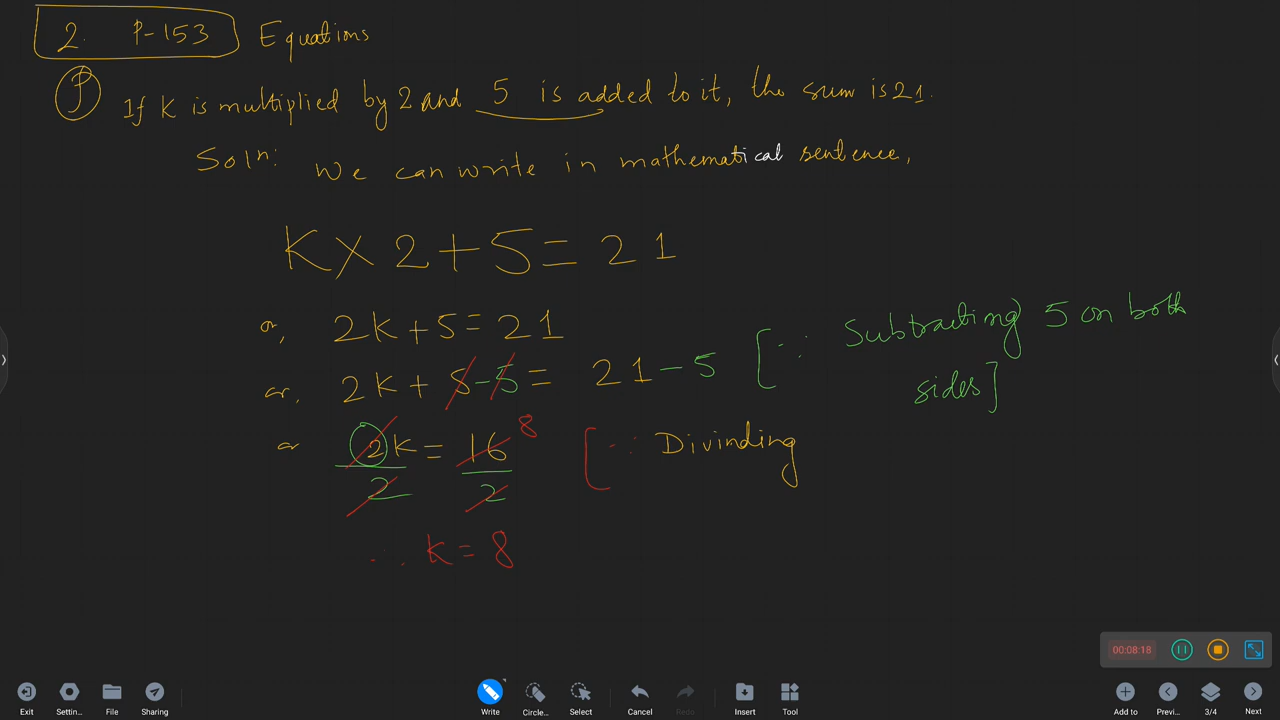 2. P-153 Equations
P If K is multiplied by 2 and 5 is added to it, the sum is 21.
Solⁿ: We can write in mathematical sentence,
K × 2 + 5 = 21
or, 2K + 5 = 21
or, 2K + 5 - 5 = 21 - 5 [∵ Subtracting 5 on both
sides]
or 2K/2 = 16/2 8 [∵ Divinding
∴ K = 8
00:08:18
Exit Settin... File Sharing Write Circle... Select Cancel Redo Insert Tool Add to Previ... 3/4 Next